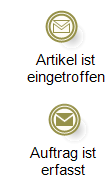 Artikel ist
eingetroffen
Auftrag ist
erfasst